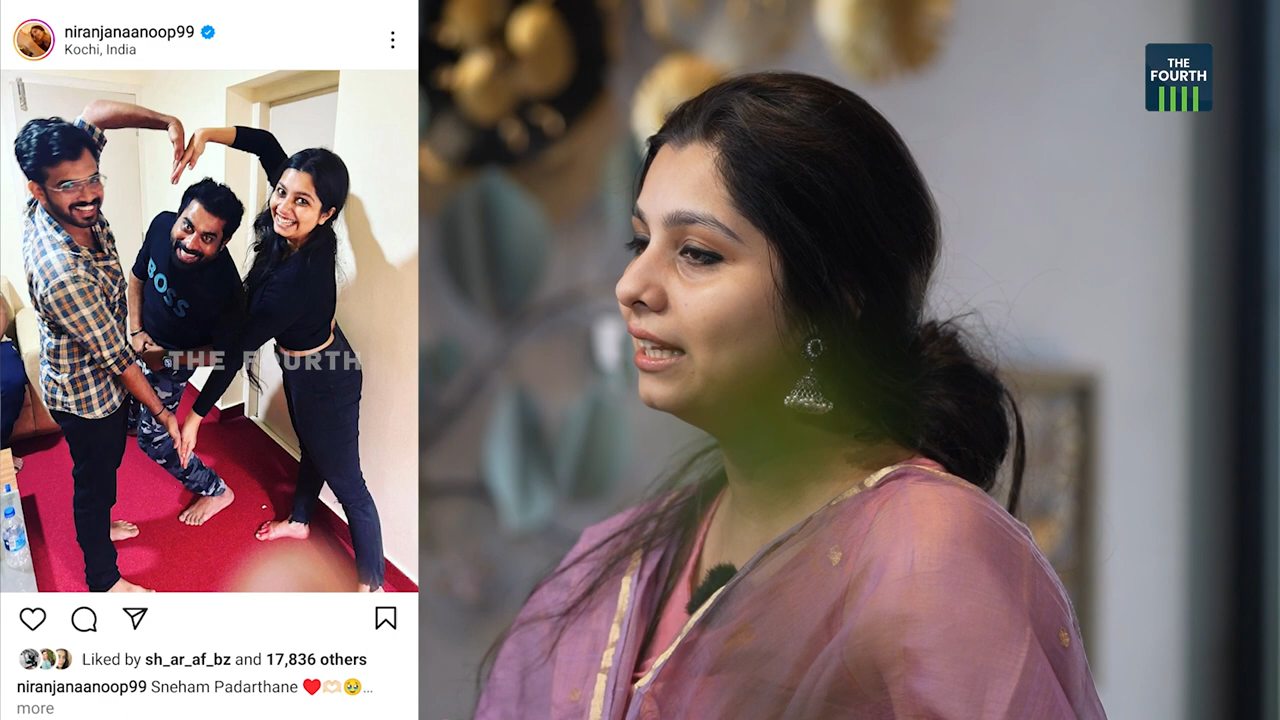 niranjanaanoop99
Kochi, India
BOSS
THE FOURTH
Liked by sh_ar_af_bz and 17,836 others
niranjanaanoop99 Sneham Padarthane ❤️🫶🏻🥹...
more
THE
FOURTH